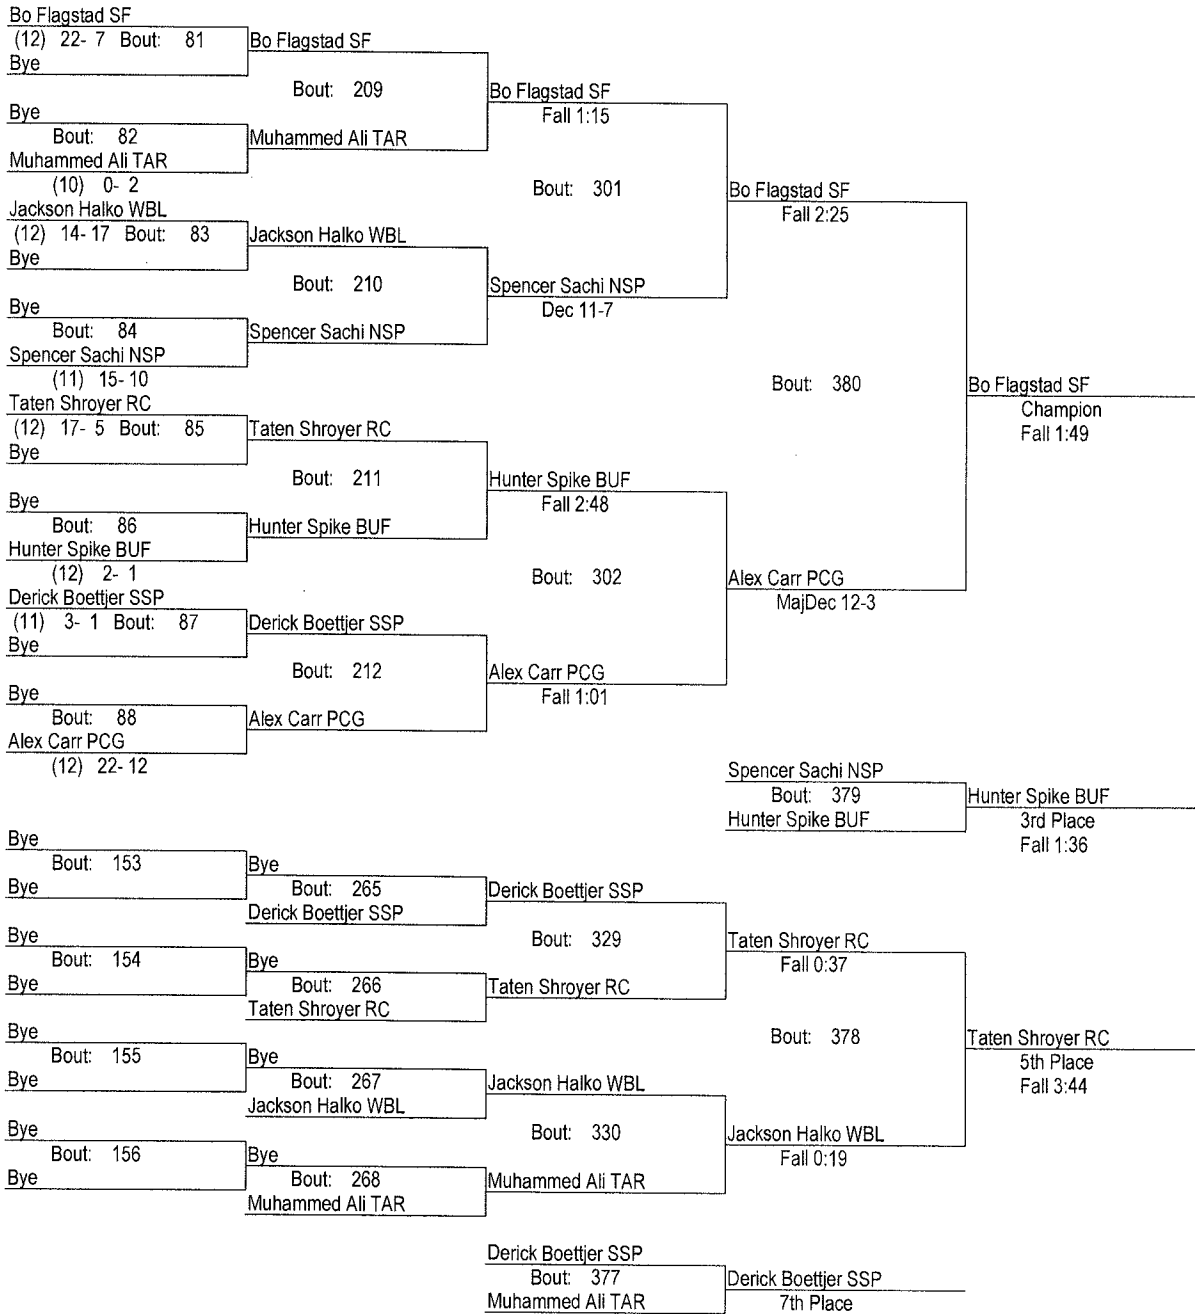 Bo Flagstad SF
(12) 22- 7 Bout: 81
Bye
Bo Flagstad SF
Bout: 209
Bye
Bout: 82
Muhammed Ali TAR
(10) 0- 2
Muhammed Ali TAR
Bo Flagstad SF
Fall 1:15
Bout: 301
Jackson Halko WBL
(12) 14- 17 Bout: 83
Bye
Jackson Halko WBL
Bout: 210
Bye
Bout: 84
Spencer Sachi NSP
(11) 15- 10
Spencer Sachi NSP
Spencer Sachi NSP
Dec 11-7
Bo Flagstad SF
Fall 2:25
Bout: 380
Taten Shroyer RC
(12) 17- 5 Bout: 85
Bye
Taten Shroyer RC
Bout: 211
Bye
Bout: 86
Hunter Spike BUF
(12) 2- 1
Hunter Spike BUF
Hunter Spike BUF
Fall 2:48
Bout: 302
Derick Boettjer SSP
(11) 3- 1 Bout: 87
Bye
Derick Boettjer SSP
Bout: 212
Bye
Bout: 88
Alex Carr PCG
(12) 22- 12
Alex Carr PCG
Alex Carr PCG
Fall 1:01
Alex Carr PCG
MajDec 12-3
Bo Flagstad SF
Champion
Fall 1:49
Spencer Sachi NSP
Bout: 379
Hunter Spike BUF
Hunter Spike BUF
3rd Place
Fall 1:36
Bye
Bout: 153
Bye
Bye
Bout: 265
Derick Boettjer SSP
Derick Boettjer SSP
Bout: 329
Bye
Bout: 154
Bye
Bye
Bout: 266
Taten Shroyer RC
Taten Shroyer RC
Taten Shroyer RC
Fall 0:37
Bout: 378
Bye
Bout: 155
Bye
Bye
Bout: 267
Jackson Halko WBL
Jackson Halko WBL
Bout: 330
Bye
Bout: 156
Bye
Bye
Bout: 268
Muhammed Ali TAR
Muhammed Ali TAR
Jackson Halko WBL
Fall 0:19
Taten Shroyer RC
5th Place
Fall 3:44
Derick Boettjer SSP
Bout: 377
Muhammed Ali TAR
Derick Boettjer SSP
7th Place